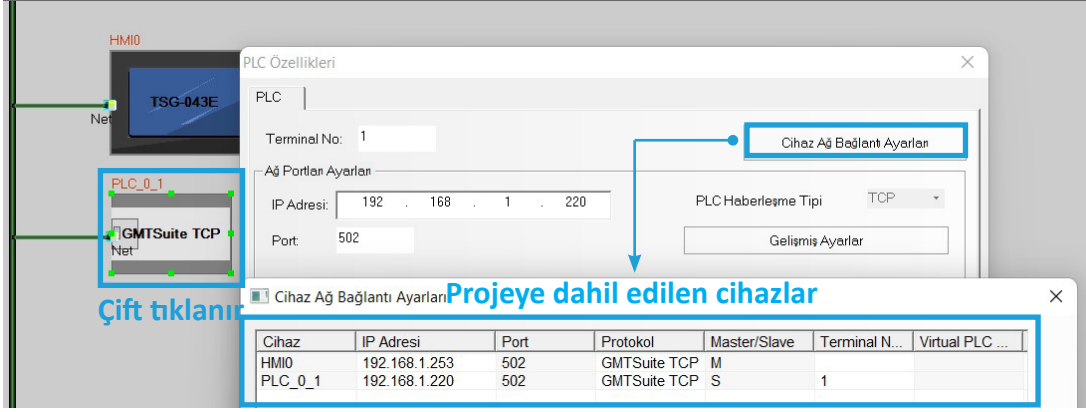 HMI0
TSG-043E
Net
PLC_0_1
GMTSuite TCP
Net
Çift tıklanır
PLC Özellikleri
PLC
Terminal No: 1
Cihaz Ağ Bağlantı Ayarları
Ağ Portları Ayarları
IP Adresi: 192 . 168 . 1 . 220
PLC Haberleşme Tipi TCP
Port: 502
Gelişmiş Ayarlar
Cihaz Ağ Bağlantı Ayarları
Projeye dahil edilen cihazlar
Cihaz IP Adresi Port Protokol Master/Slave Terminal N... Virtual PLC ...
HMI0 192.168.1.253 502 GMTSuite TCP M
PLC_0_1 192.168.1.220 502 GMTSuite TCP S 1